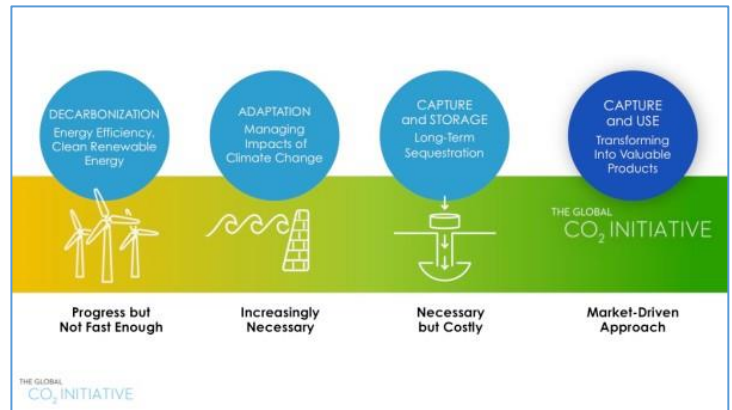 DECARBONIZATION
Energy Efficiency,
Clean Renewable
Energy
ADAPTATION
Managing
Impacts of
Climate Change
CAPTURE
and STORAGE
Long-Term
Sequestration
CAPTURE
and USE
Transforming
Into Valuable
Products
THE GLOBAL
CO₂ INITIATIVE
Progress but
Not Fast Enough
Increasingly
Necessary
Necessary
but Costly
Market-Driven
Approach
THE GLOBAL
CO₂ INITIATIVE